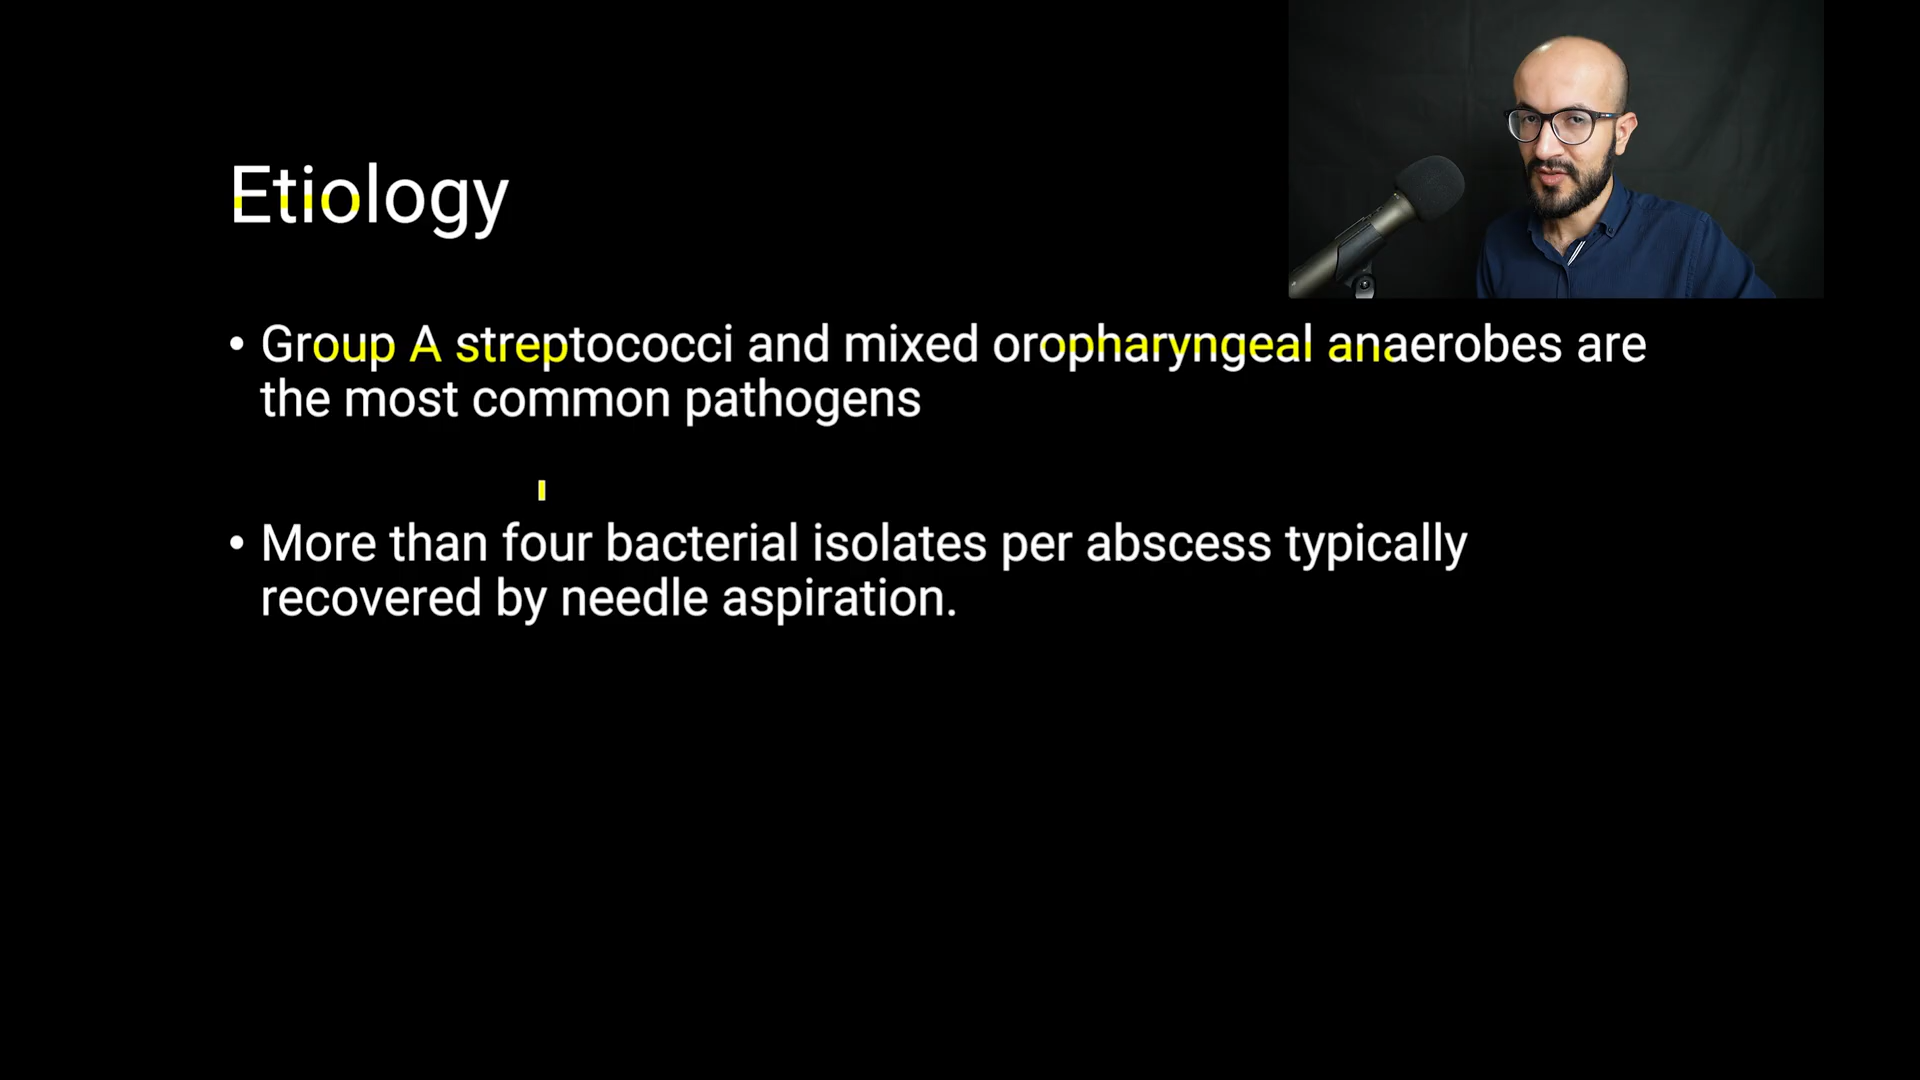 Etiology
• Group A streptococci and mixed oropharyngeal anaerobes are
the most common pathogens
• More than four bacterial isolates per abscess typically
recovered by needle aspiration.